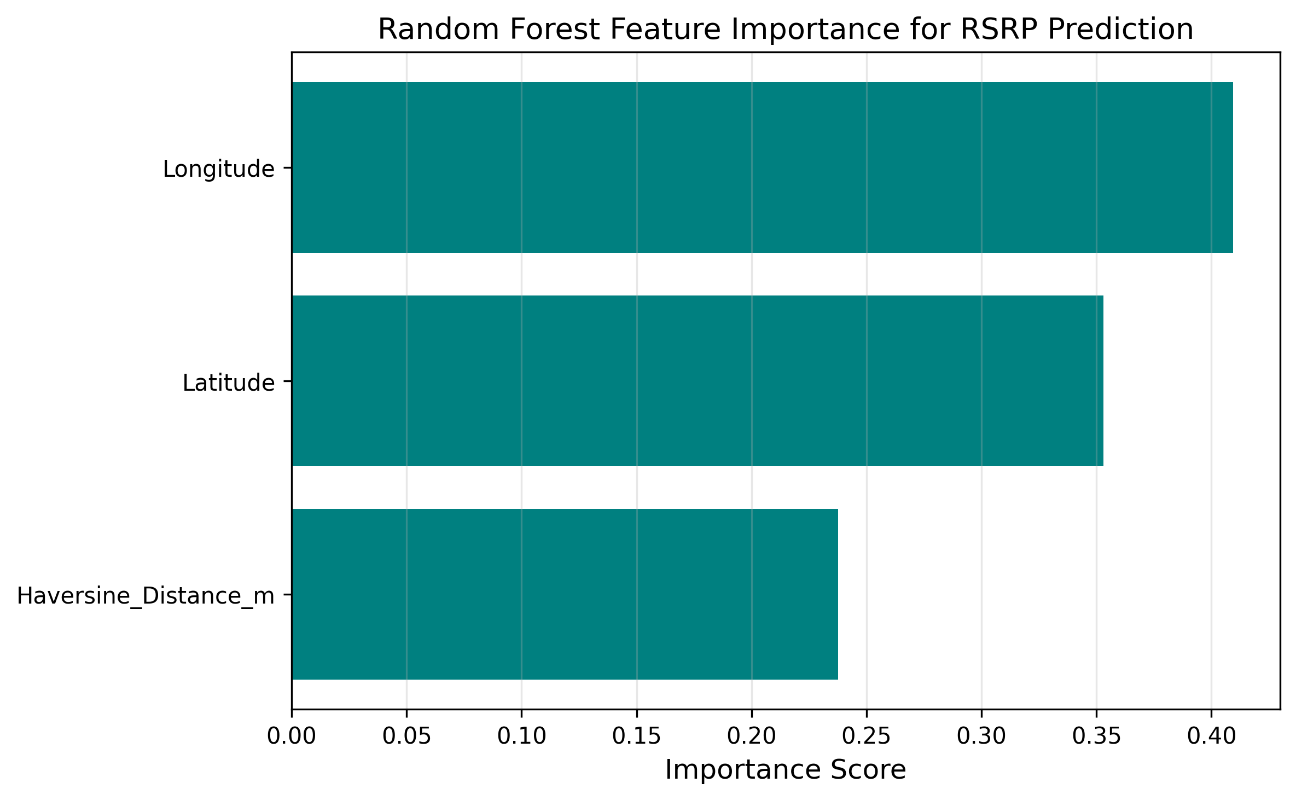 Random Forest Feature Importance for RSRP Prediction
Longitude
Latitude
Haversine_Distance_m
0.00 0.05 0.10 0.15 0.20 0.25 0.30 0.35 0.40
Importance Score